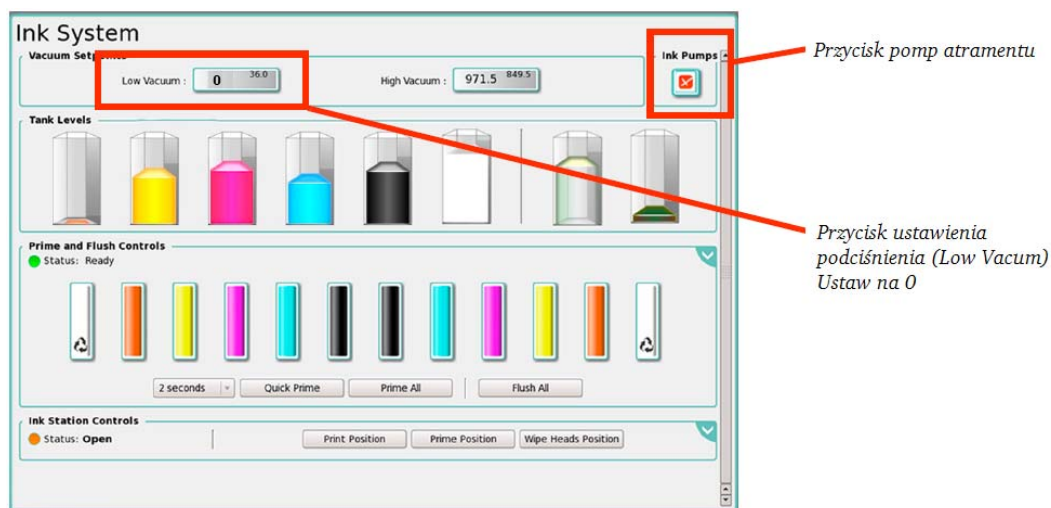 Ink System
Vacuum Setpoints
Ink Pumps
Low Vacuum : 0 36.0
High Vacuum : 971.5 849.5
Przycisk pomp atramentu
Tank Levels
Przycisk ustawienia
podciśnienia (Low Vacum)
Ustaw na 0
Prime and Flush Controls
Status: Ready
2 seconds
Quick Prime
Prime All
Flush All
Ink Station Controls
Status: Open
Print Position
Prime Position
Wipe Heads Position